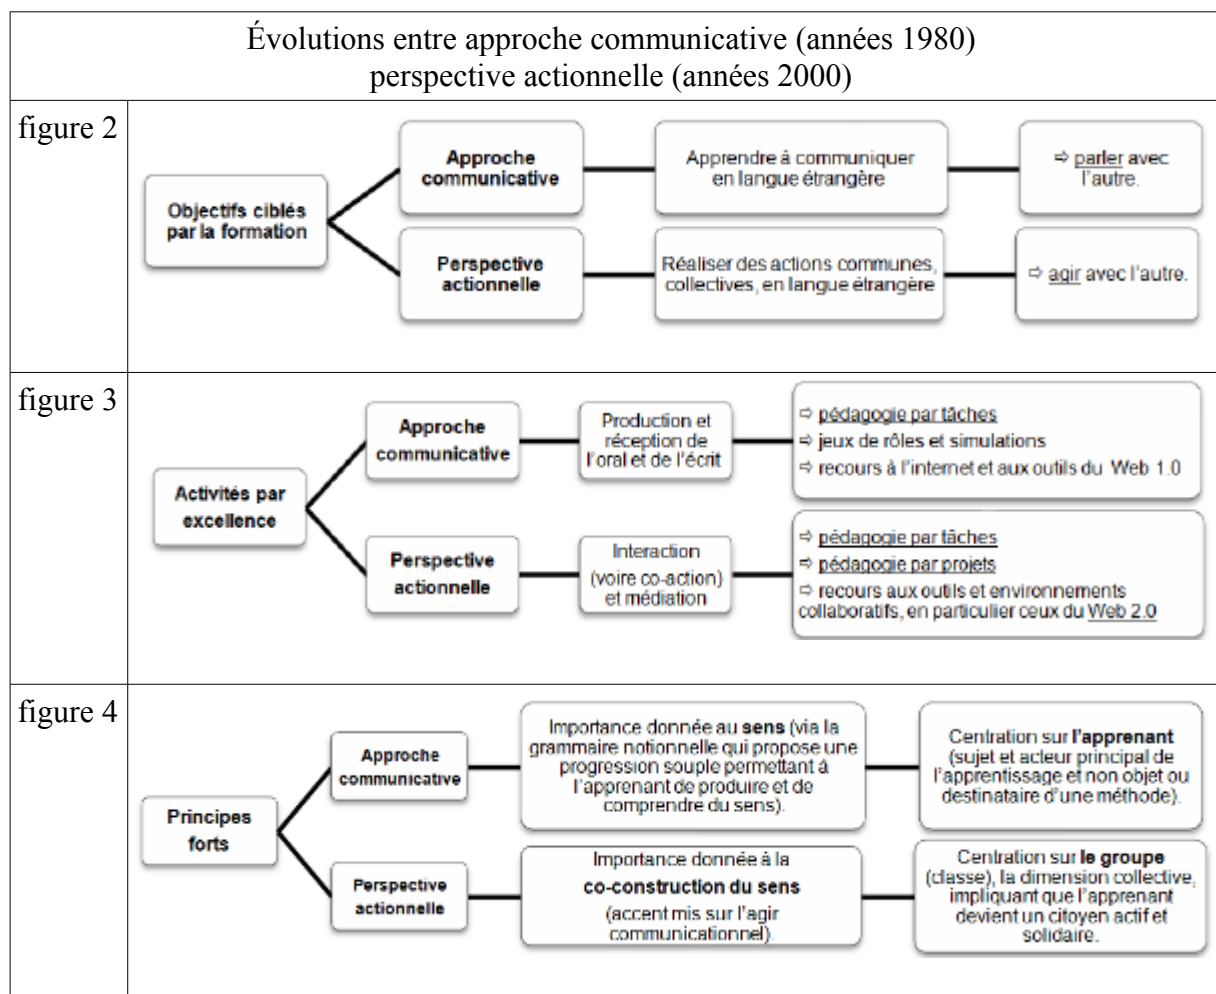 Évolutions entre approche communicative (années 1980)
perspective actionnelle (années 2000)
figure 2
Objectifs ciblés
par la formation
Approche
communicative
Apprendre à communiquer
en langue étrangère
⇨ parler avec
l'autre.
Perspective
actionnelle
Réaliser des actions communes,
collectives, en langue étrangère
⇨ agir avec l'autre.
figure 3
Activités par
excellence
Approche
communicative
Production et
réception de
l'oral et de l'écrit
⇨ pédagogie par tâches
⇨ jeux de rôles et simulations
⇨ recours à l'internet et aux outils du Web 1.0
Perspective
actionnelle
Interaction
(voire co-action)
et médiation
⇨ pédagogie par tâches
⇨ pédagogie par projets
⇨ recours aux outils et environnements
collaboratifs, en particulier ceux du Web 2.0
figure 4
Principes
forts
Approche
communicative
Importance donnée au sens (via la
grammaire notionnelle qui propose une
progression souple permettant à
l'apprenant de produire et de
comprendre du sens).
Centration sur l'apprenant
(sujet et acteur principal de
l'apprentissage et non objet ou
destinataire d'une méthode).
Perspective
actionnelle
Importance donnée à la
co-construction du sens
(accent mis sur l'agir
communicationnel).
Centration sur le groupe
(classe), la dimension collective,
impliquant que l'apprenant
devient un citoyen actif et
solidaire.